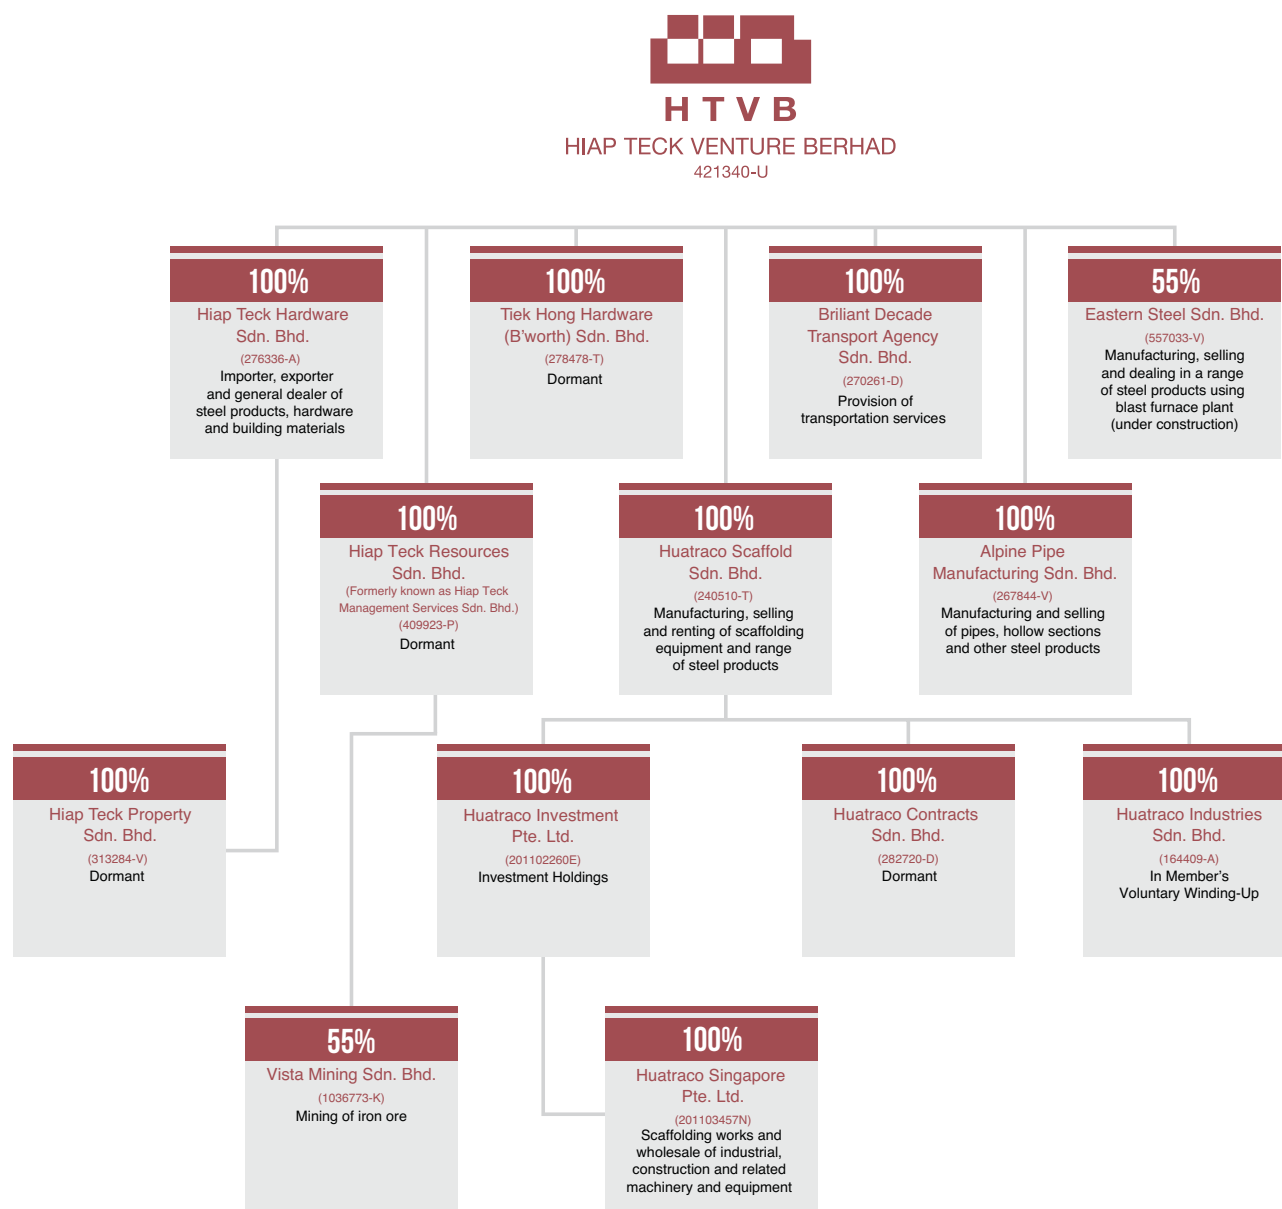 HTVB
HIAP TECK VENTURE BERHAD
421340-U
100%
Hiap Teck Hardware
Sdn. Bhd.
(276336-A)
Importer, exporter
and general dealer of
steel products, hardware
and building materials
100%
Tiek Hong Hardware
(B'worth) Sdn. Bhd.
(278478-T)
Dormant
100%
Briliant Decade
Transport Agency
Sdn. Bhd.
(270261-D)
Provision of
transportation services
55%
Eastern Steel Sdn. Bhd.
(557033-V)
Manufacturing, selling
and dealing in a range
of steel products using
blast furnace plant
(under construction)
100%
Hiap Teck Resources
Sdn. Bhd.
(Formerly known as Hiap Teck
Management Services Sdn. Bhd.)
(409923-P)
Dormant
100%
Huatraco Scaffold
Sdn. Bhd.
(240510-T)
Manufacturing, selling
and renting of scaffolding
equipment and range
of steel products
100%
Alpine Pipe
Manufacturing Sdn. Bhd.
(267844-V)
Manufacturing and selling
of pipes, hollow sections
and other steel products
100%
Hiap Teck Property
Sdn. Bhd.
(313284-V)
Dormant
100%
Huatraco Investment
Pte. Ltd.
(201102260E)
Investment Holdings
100%
Huatraco Contracts
Sdn. Bhd.
(282720-D)
Dormant
100%
Huatraco Industries
Sdn. Bhd.
(164409-A)
In Member's
Voluntary Winding-Up
55%
Vista Mining Sdn. Bhd.
(1036773-K)
Mining of iron ore
100%
Huatraco Singapore
Pte. Ltd.
(201103457N)
Scaffolding works and
wholesale of industrial,
construction and related
machinery and equipment